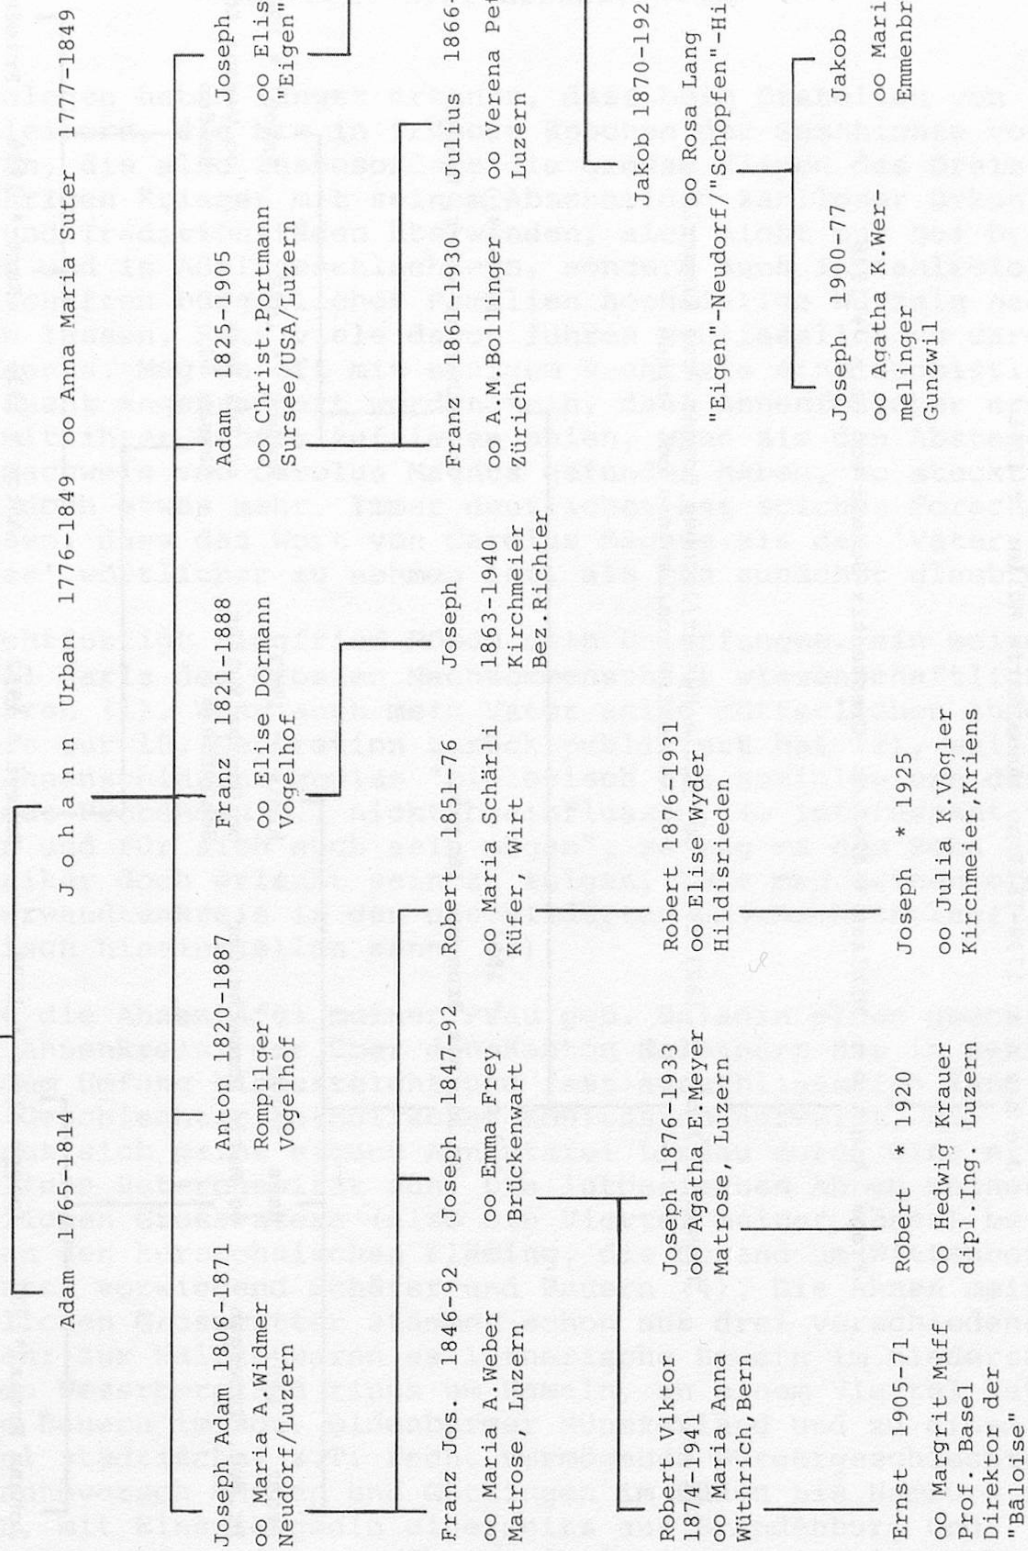 Adam 1765-1814
J o h a n n Urban 1776-1849 oo Anna Maria Suter 1777-1849
Joseph Adam 1806-1871
oo Maria A.Widmer
Neudorf/Luzern
Anton 1820-1887
oo Rompilger
Vogelhof
Franz 1821-1888
oo Elise Dormann
Vogelhof
Adam 1825-1905
oo Christ.Portmann
Sursee/USA/Luzern
Joseph
oo Elis
"Eigen"
Franz Jos. 1846-92
oo Maria A.Weber
Mattoe, Luzern
Joseph 1847-92
oo Emma Frey
Brückenwatt
Robert 1851-71
oo Marie Schärli
Küfer, Wirt
Joseph
1863-1940
Kirchmeier
Bez.Richter
Franz 1861-1930
oo A.M.Bollinger
Zürich
Julius 1866-
oo Verena Pet
Luzern
Robert Viktor
1874-1941
oo Maria Anna
Wüthrich,Bern
Joseph 1876-1933
oo Agatha E.Meyer
Matrose, Luzern
Robert 1876-1931
oo Elise Wyder
Hildisrieden
Jakob 1870-192
oo Rosa Lang
"Eigen"-Neudorf/"Schopfen"-Hi
Ernst 1905-71
oo Margrit Muff
Prof. Bassel
Direktor der
"Bâloise"
Robert * 1920
oo Hedwig Krauer
dipl.Ing. Luzern
Joseph * 1925
oo Julia K.Vogler
Kirchmeier,Kriens
Joseph 1900-77
oo Agatha K.Wer-
melinger
Gunzwil
Jakob
oo Mari
Emmenbr